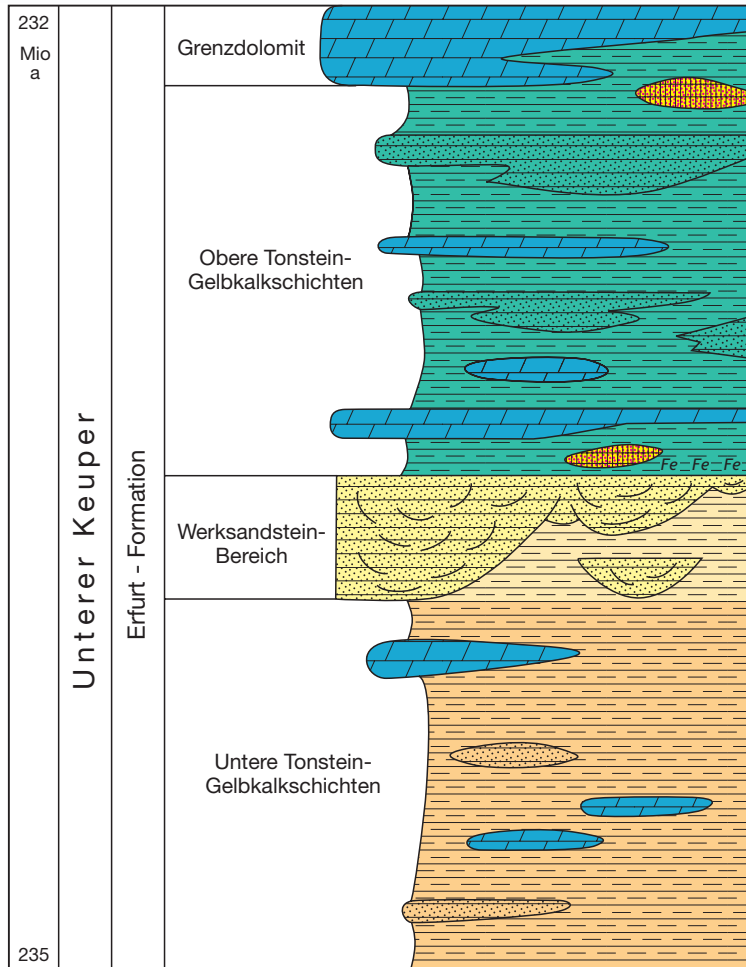 232
Mio
a
Grenzdolomit
Obere Tonstein-
Gelbkalkschichten
Fe Fe Fe
Unterer Keuper
Erfurt - Formation
Werksandstein-
Bereich
Untere Tonstein-
Gelbkalkschichten
235